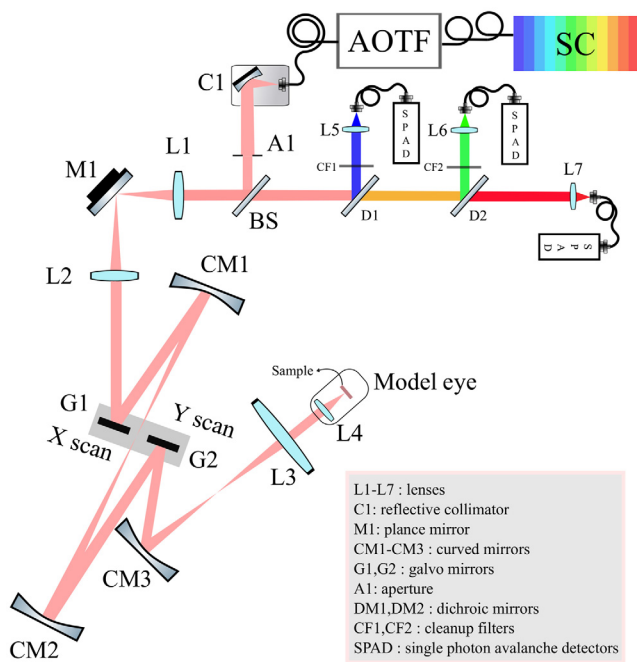 AOTF
SC
C1
A1
L5
SPAD
L6
SPAD
CF1
CF2
M1
L1
BS
D1
D2
L7
SPAD
L2
CM1
Sample
Model eye
L4
G1
X scan
Y scan
G2
L3
CM3
CM2
L1-L7 : lenses
C1: reflective collimator
M1: plance mirror
CM1-CM3 : curved mirrors
G1,G2 : galvo mirrors
A1: aperture
DM1,DM2 : dichroic mirrors
CF1,CF2 : cleanup filters
SPAD : single photon avalanche detectors